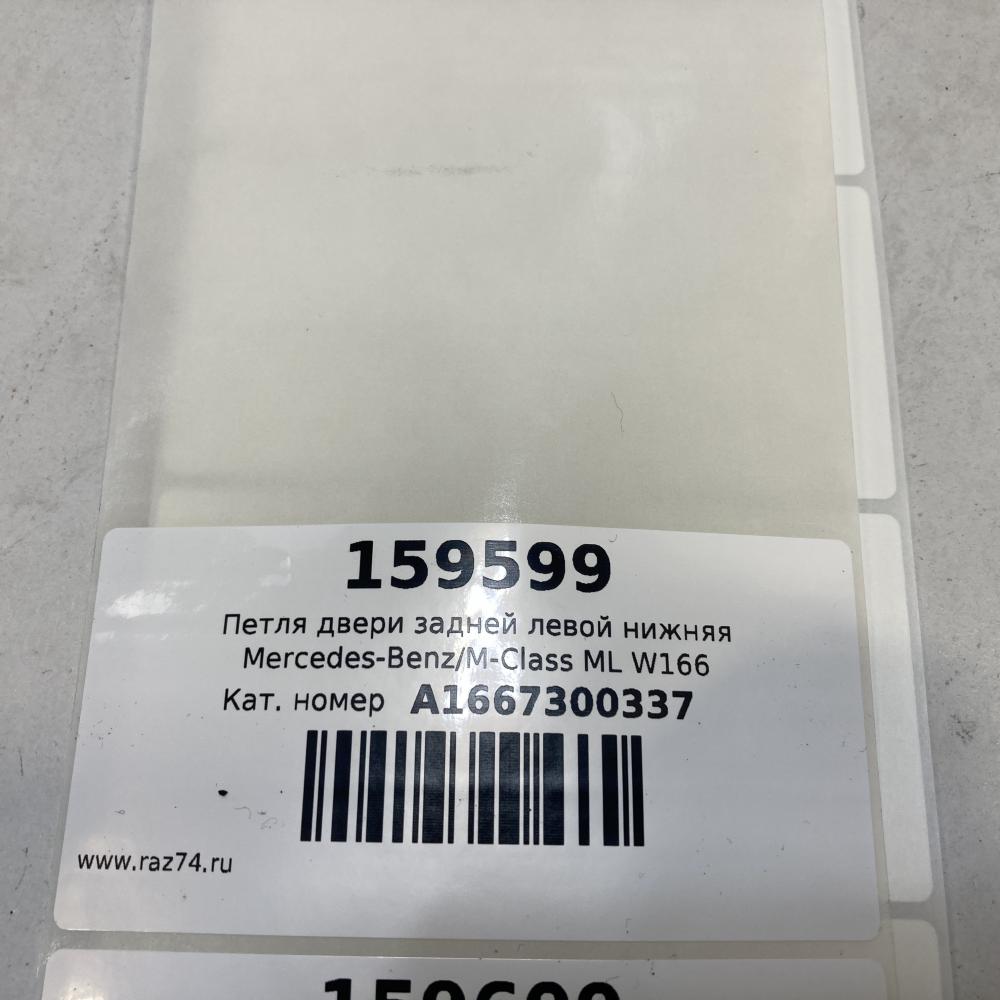 159599
Петля двери задней левой нижняя
Mercedes-Benz/M-Class ML W166
Кат. номер A1667300337
www.raz74.ru